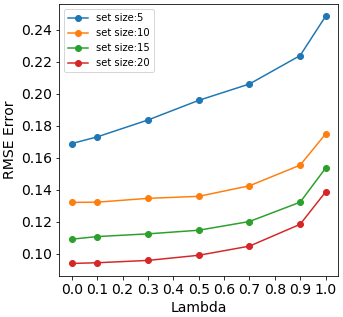 set size:5
set size:10
set size:15
set size:20
RMSE Error
0.24
0.22
0.20
0.18
0.16
0.14
0.12
0.10
0.0 0.1 0.2 0.3 0.4 0.5 0.6 0.7 0.8 0.9 1.0
Lambda